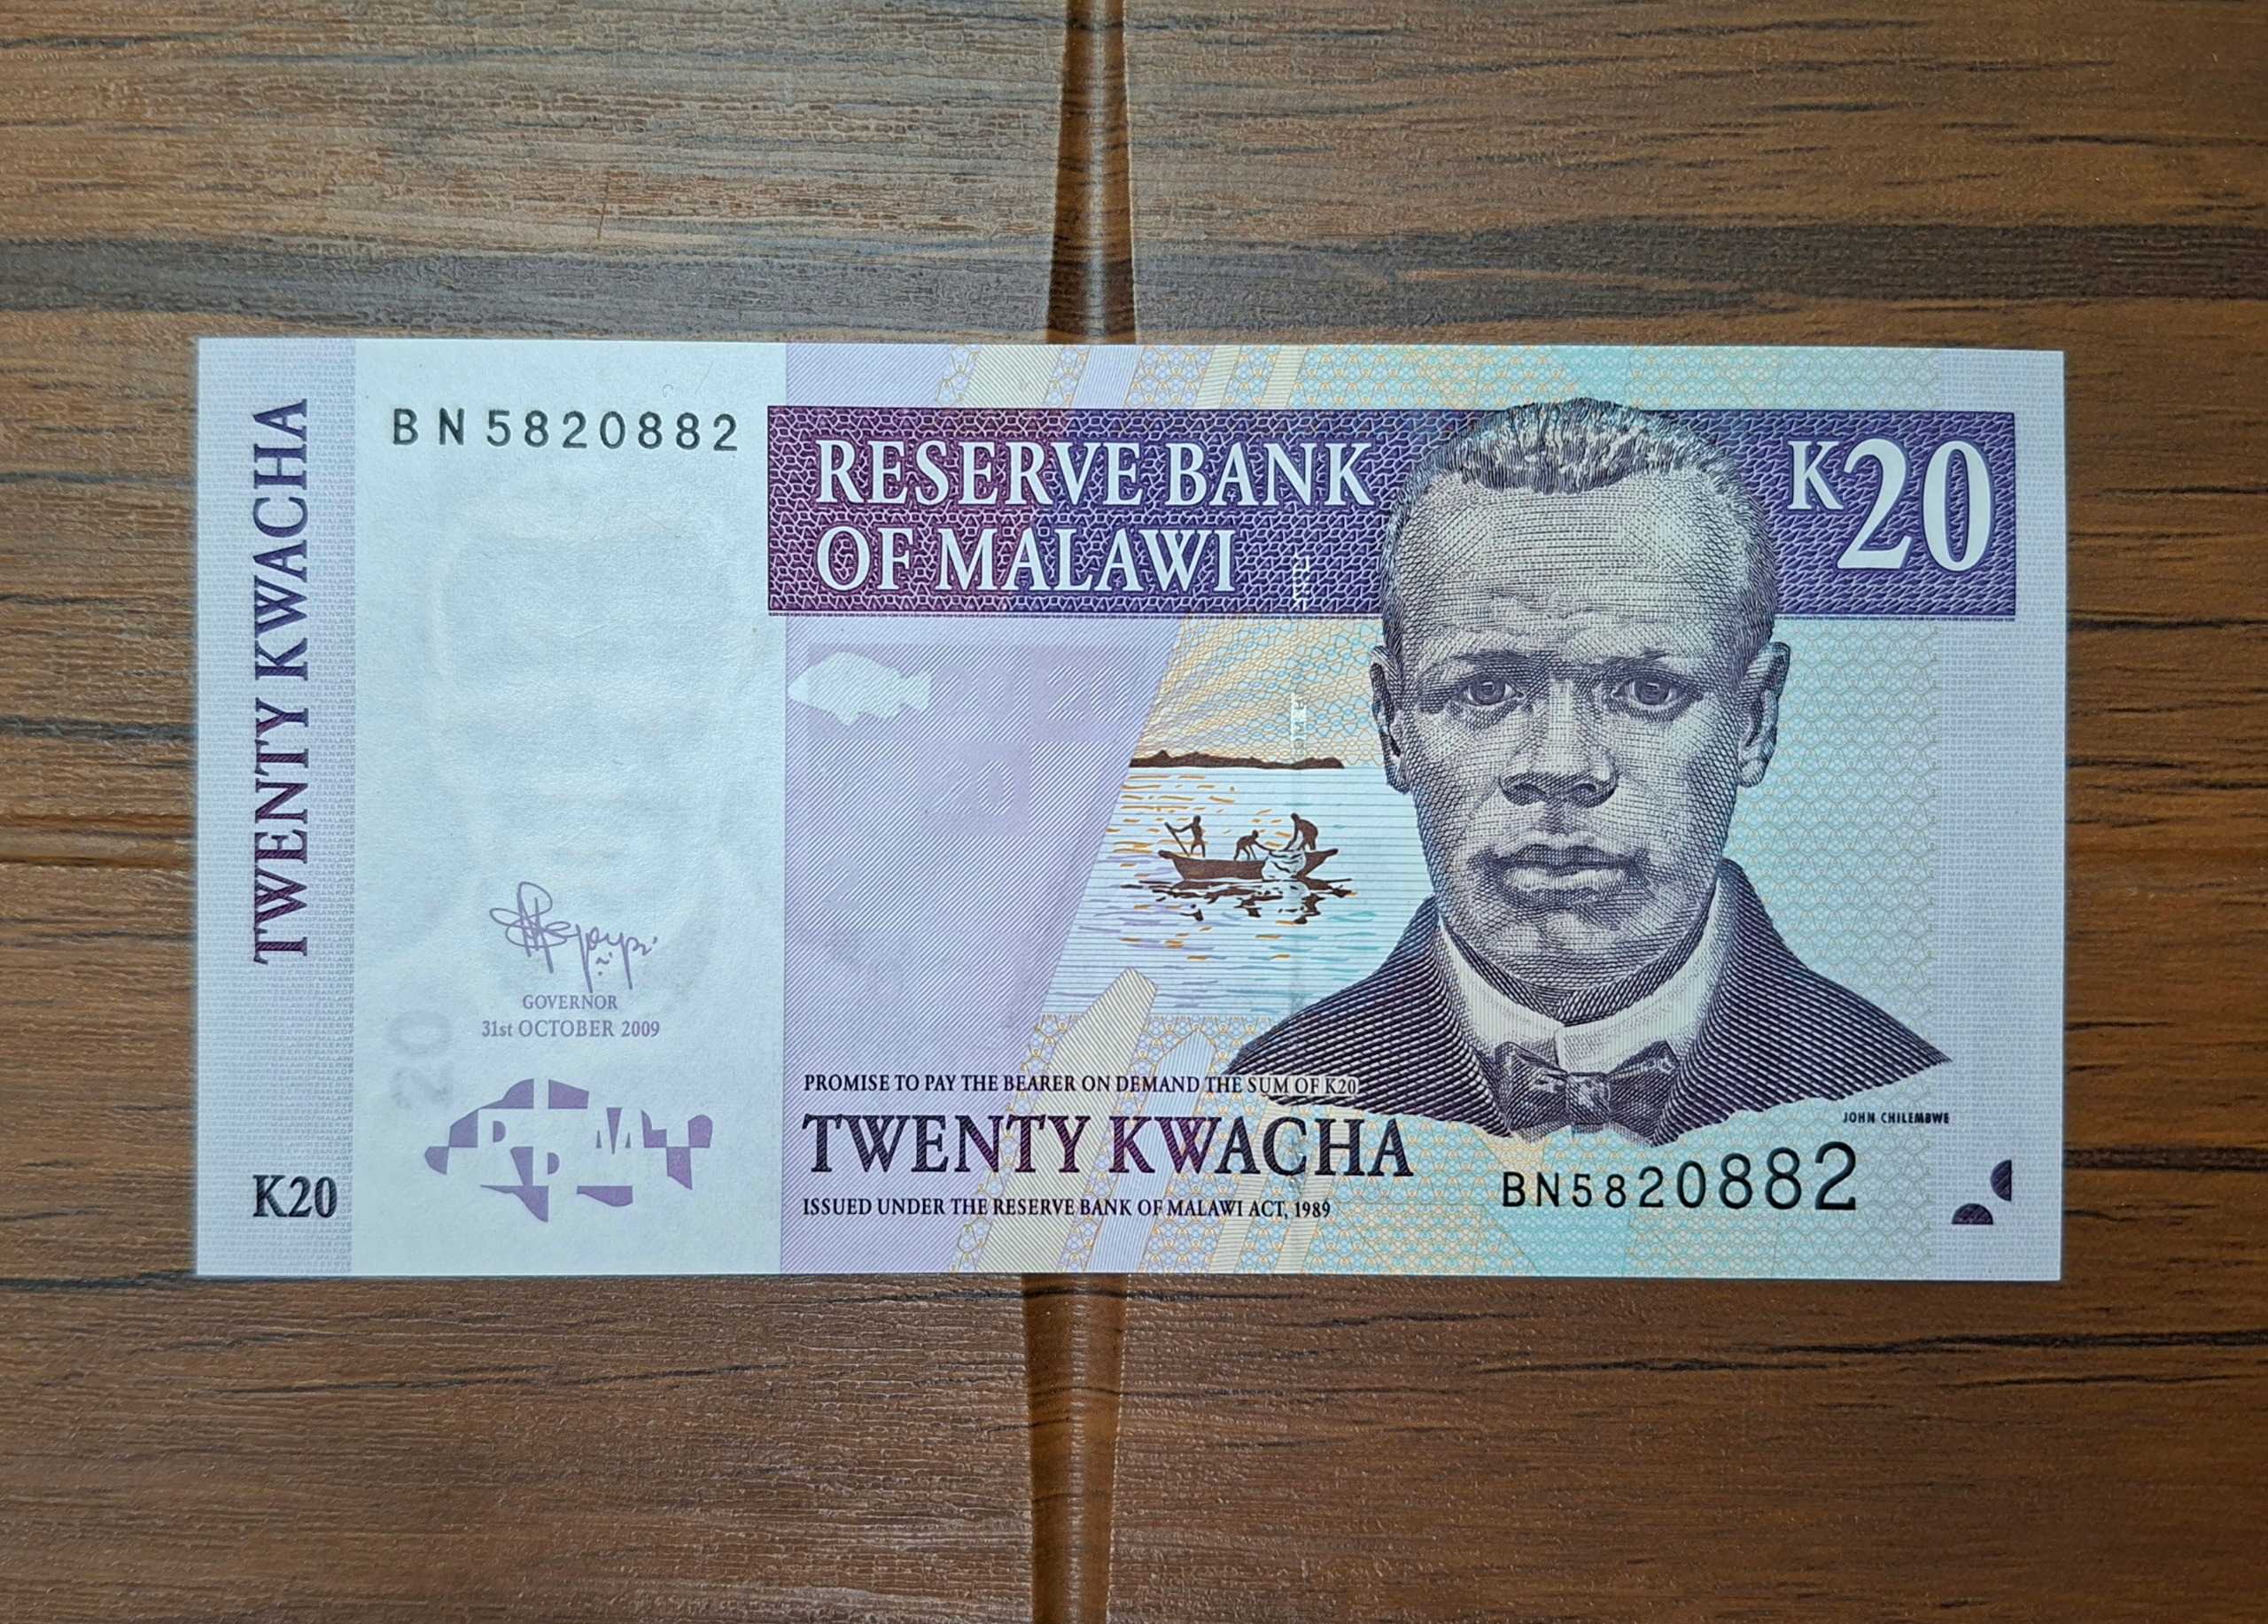 TWENTY KWACHA
K20
BN5820882
GOVERNOR
31st OCTOBER 2009
20
RBM
RESERVE BANK
OF MALAWI
K20
PROMISE TO PAY THE BEARER ON DEMAND THE SUM OF K20
TWENTY KWACHA
ISSUED UNDER THE RESERVE BANK OF MALAWI ACT, 1989
JOHN CHILEMBWE
BN5820882